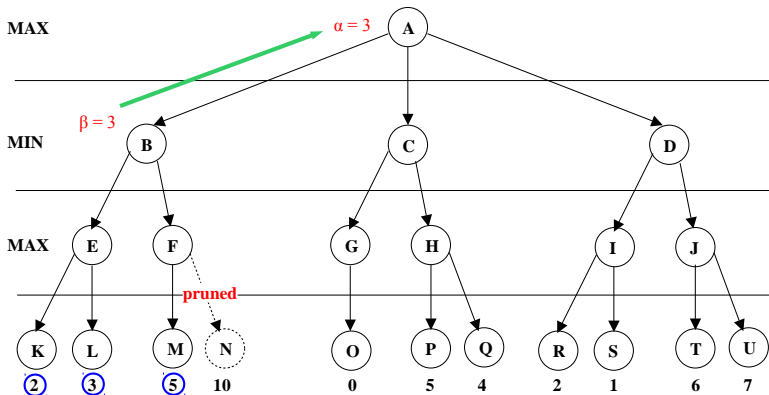 MAX
α = 3
A
β = 3
MIN
B
C
D
MAX
E
F
G
H
I
J
pruned
K
L
M
N
O
P
Q
R
S
T
U
2
3
5
10
0
5
4
2
1
6
7